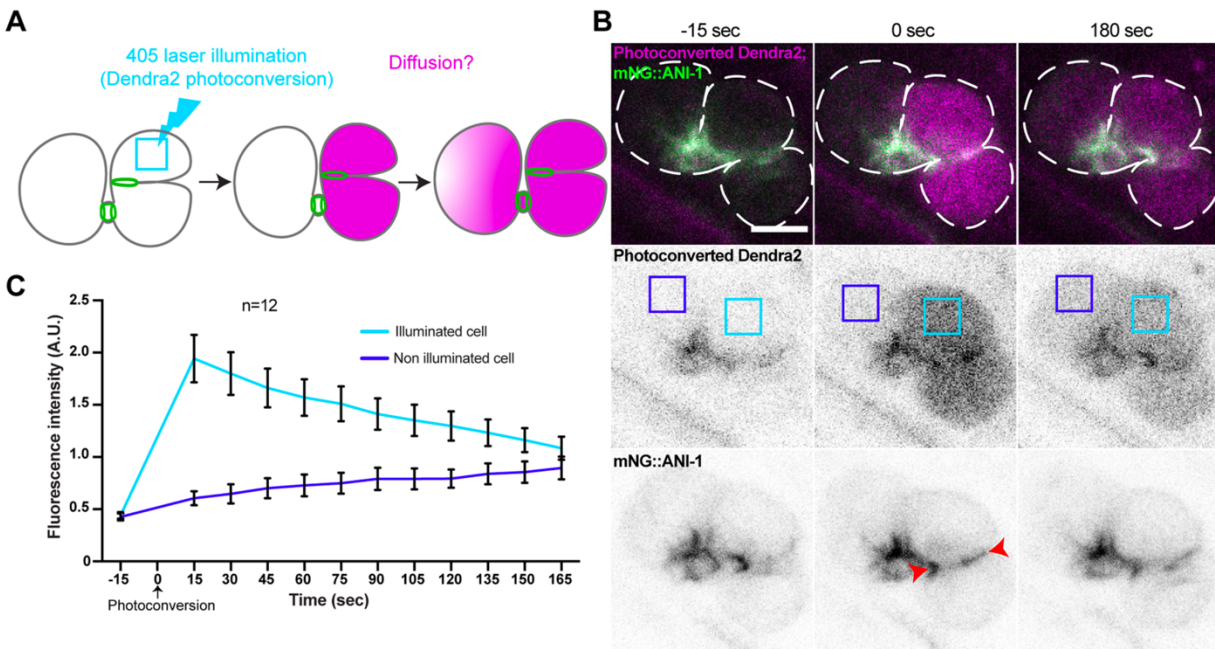 A
405 laser illumination
(Dendra2 photoconversion)
Diffusion?
B
-15 sec
0 sec
180 sec
Photoconverted Dendra2;
mNG::ANI-1
Photoconverted Dendra2
mNG::ANI-1
C
n=12
Illuminated cell
Non illuminated cell
Fluorescence intensity (A.U.)
2.5
2.0
1.5
1.0
0.5
0
-15 0 15 30 45 60 75 90 105 120 135 150 165
Photoconversion
Time (sec)